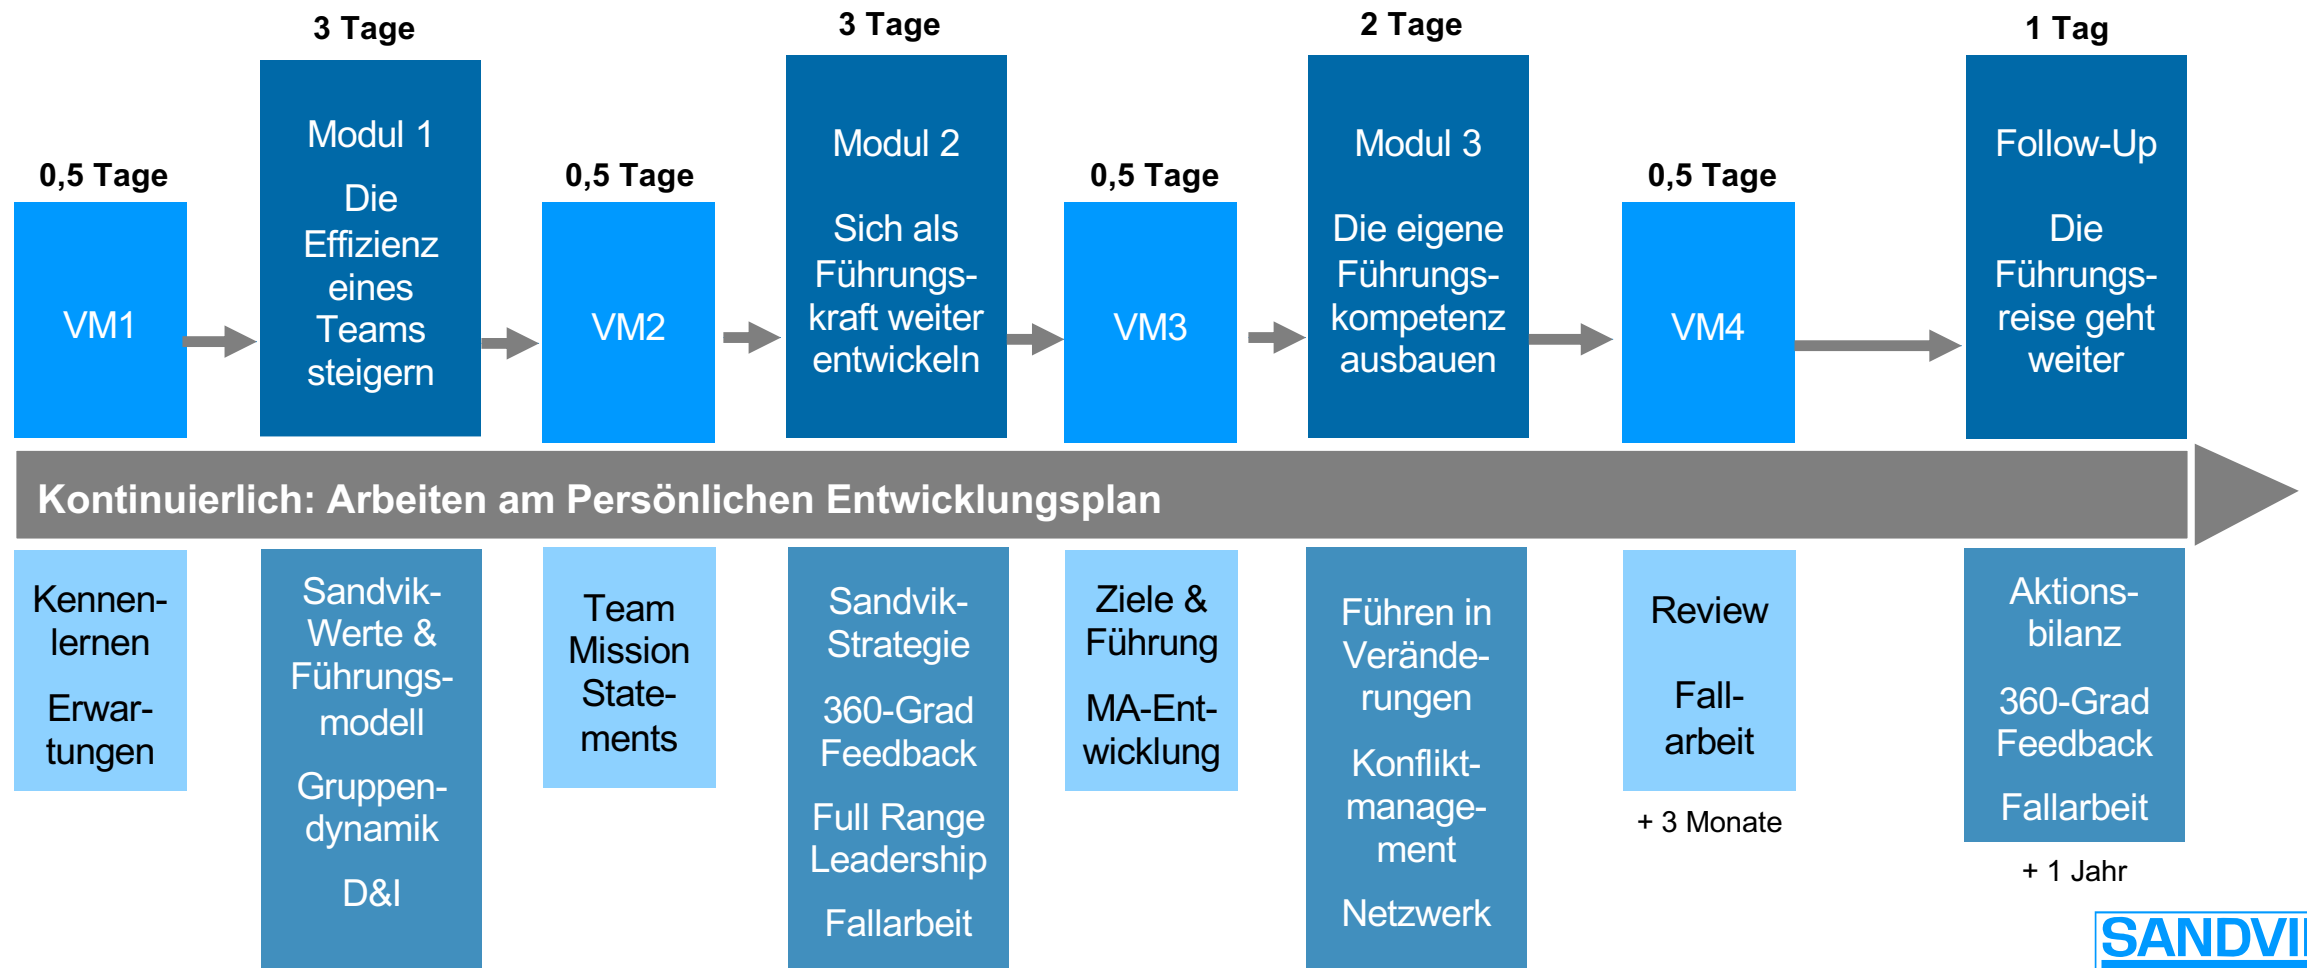 3 Tage
3 Tage
2 Tage
1 Tag
0,5 Tage
0,5 Tage
0,5 Tage
0,5 Tage
VM1
Modul 1
Die
Effizienz
eines
Teams
steigern
VM2
Modul 2
Sich als
Führungs-
kraft weiter
entwickeln
VM3
Modul 3
Die eigene
Führungs-
kompetenz
ausbauen
VM4
Follow-Up
Die
Führungs-
reise geht
weiter
Kontinuierlich: Arbeiten am Persönlichen Entwicklungsplan
Kennen-
lernen
Erwar-
tungen
Sandvik-
Werte &
Führungs-
modell
Gruppen-
dynamik
D&I
Team
Mission
State-
ments
Sandvik-
Strategie
360-Grad
Feedback
Full Range
Leadership
Fallarbeit
Ziele &
Führung
MA-Ent-
wicklung
Führen in
Verände-
rungen
Konflikt-
manage-
ment
Netzwerk
Review
Fall-
arbeit
+ 3 Monate
Aktions-
bilanz
360-Grad
Feedback
Fallarbeit
+ 1 Jahr
SANDVI